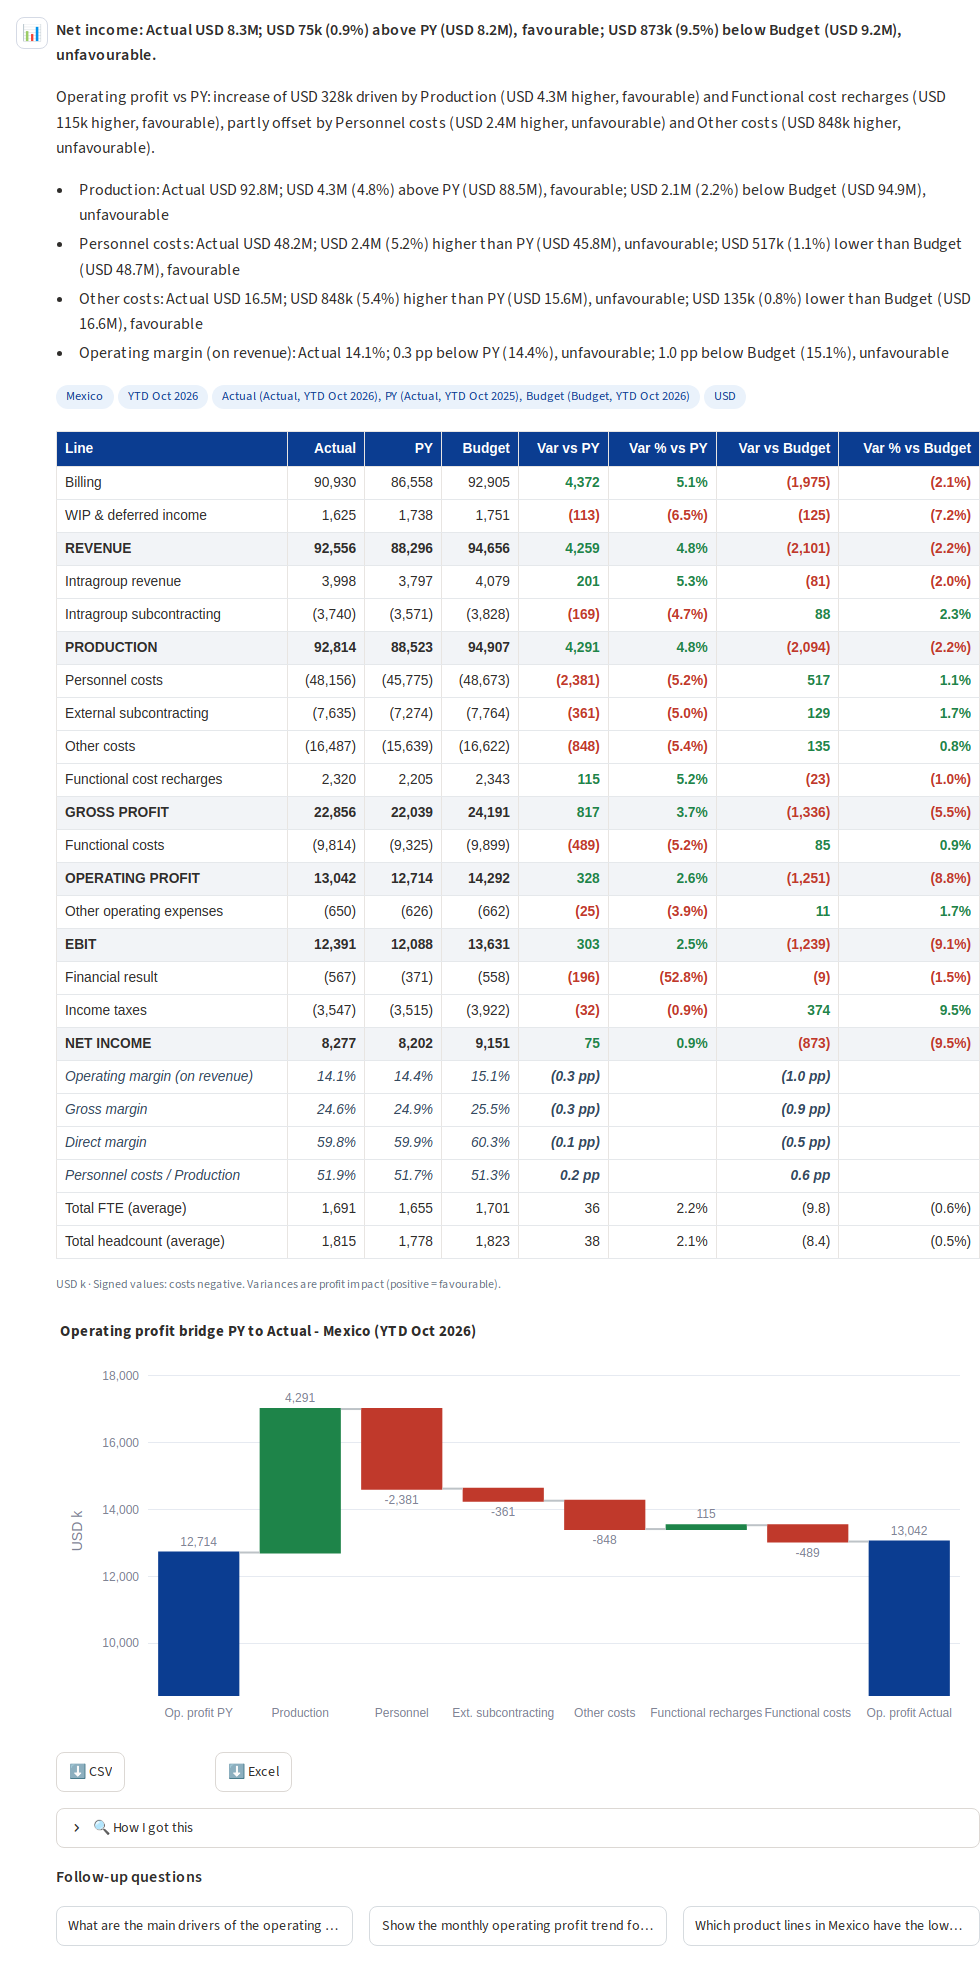 Net income: Actual USD 8.3M; USD 75k (0.9%) above PY (USD 8.2M), favourable; USD 873k (9.5%) below Budget (USD 9.2M),
unfavourable.
Operating profit vs PY: increase of USD 328k driven by Production (USD 4.3M higher, favourable) and Functional cost recharges (USD
115k higher, favourable), partly offset by Personnel costs (USD 2.4M higher, unfavourable) and Other costs (USD 848k higher,
unfavourable).
• Production: Actual USD 92.8M; USD 4.3M (4.8%) above PY (USD 88.5M), favourable; USD 2.1M (2.2%) below Budget (USD 94.9M),
unfavourable
• Personnel costs: Actual USD 48.2M; USD 2.4M (5.2%) higher than PY (USD 45.8M), unfavourable; USD 517k (1.1%) lower than Budget
(USD 48.7M), favourable
• Other costs: Actual USD 16.5M; USD 848k (5.4%) higher than PY (USD 15.6M), unfavourable; USD 135k (0.8%) lower than Budget (USD
16.6M), favourable
• Operating margin (on revenue): Actual 14.1%; 0.3 pp below PY (14.4%), unfavourable; 1.0 pp below Budget (15.1%), unfavourable
Mexico YTD Oct 2026 Actual (Actual, YTD Oct 2026), PY (Actual, YTD Oct 2025), Budget (Budget, YTD Oct 2026) USD
Line Actual PY Budget Var vs PY Var % vs PY Var vs Budget Var % vs Budget
Billing 90,930 86,558 92,905 4,372 5.1% (1,975) (2.1%)
WIP & deferred income 1,625 1,738 1,751 (113) (6.5%) (125) (7.2%)
REVENUE 92,556 88,296 94,656 4,259 4.8% (2,101) (2.2%)
Intragroup revenue 3,998 3,797 4,079 201 5.3% (81) (2.0%)
Intragroup subcontracting (3,740) (3,571) (3,828) (169) (4.7%) 88 2.3%
PRODUCTION 92,814 88,523 94,907 4,291 4.8% (2,094) (2.2%)
Personnel costs (48,156) (45,775) (48,673) (2,381) (5.2%) 517 1.1%
External subcontracting (7,635) (7,274) (7,764) (361) (5.0%) 129 1.7%
Other costs (16,487) (15,639) (16,622) (848) (5.4%) 135 0.8%
Functional cost recharges 2,320 2,205 2,343 115 5.2% (23) (1.0%)
GROSS PROFIT 22,856 22,039 24,191 817 3.7% (1,336) (5.5%)
Functional costs (9,814) (9,325) (9,899) (489) (5.2%) 85 0.9%
OPERATING PROFIT 13,042 12,714 14,292 328 2.6% (1,251) (8.8%)
Other operating expenses (650) (626) (662) (25) (3.9%) 11 1.7%
EBIT 12,391 12,088 13,631 303 2.5% (1,239) (9.1%)
Financial result (567) (371) (558) (196) (52.8%) (9) (1.5%)
Income taxes (3,547) (3,515) (3,922) (32) (0.9%) 374 9.5%
NET INCOME 8,277 8,202 9,151 75 0.9% (873) (9.5%)
Operating margin (on revenue) 14.1% 14.4% 15.1% (0.3 pp) (1.0 pp)
Gross margin 24.6% 24.9% 25.5% (0.3 pp) (0.9 pp)
Direct margin 59.8% 59.9% 60.3% (0.1 pp) (0.5 pp)
Personnel costs / Production 51.9% 51.7% 51.3% 0.2 pp 0.6 pp
Total FTE (average) 1,691 1,655 1,701 36 2.2% (9.8) (0.6%)
Total headcount (average) 1,815 1,778 1,823 38 2.1% (8.4) (0.5%)
USD k · Signed values: costs negative. Variances are profit impact (positive = favourable).
Operating profit bridge PY to Actual - Mexico (YTD Oct 2026)
USD k
18,000
16,000
14,000
12,000
10,000
12,714
4,291
-2,381
-361
-848
115
-489
13,042
Op. profit PY Production Personnel Ext. subcontracting Other costs Functional recharges Functional costs Op. profit Actual
CSV Excel
How I got this
Follow-up questions
What are the main drivers of the operating … Show the monthly operating profit trend fo… Which product lines in Mexico have the low…